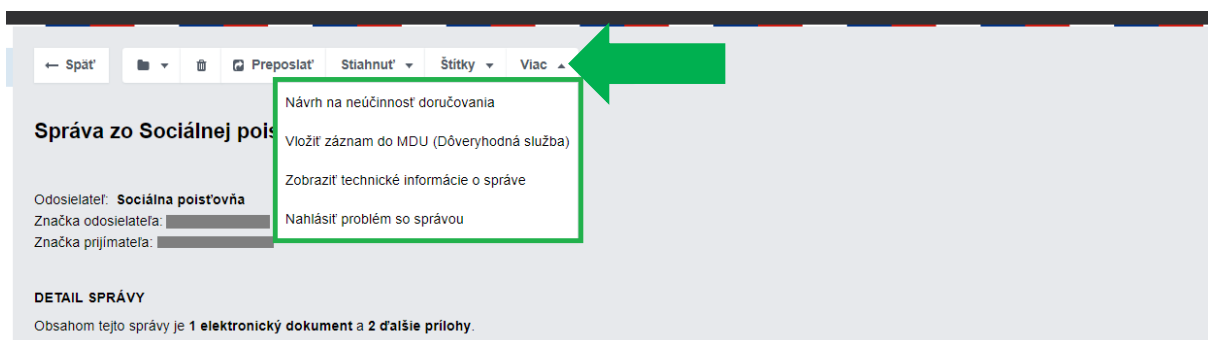 ← Späť Preposlať Stiahnuť Štítky Viac
Návrh na neúčinnosť doručovania
Správa zo Sociálnej pois
Vložiť záznam do MDU (Dôveryhodná služba)
Zobraziť technické informácie o správe
Odosielateľ: Sociálna poisťovňa
Značka odosielateľa:
Nahlásiť problém so správou
Značka prijímateľa:
DETAIL SPRÁVY
Obsahom tejto správy je 1 elektronický dokument a 2 ďalšie prílohy.